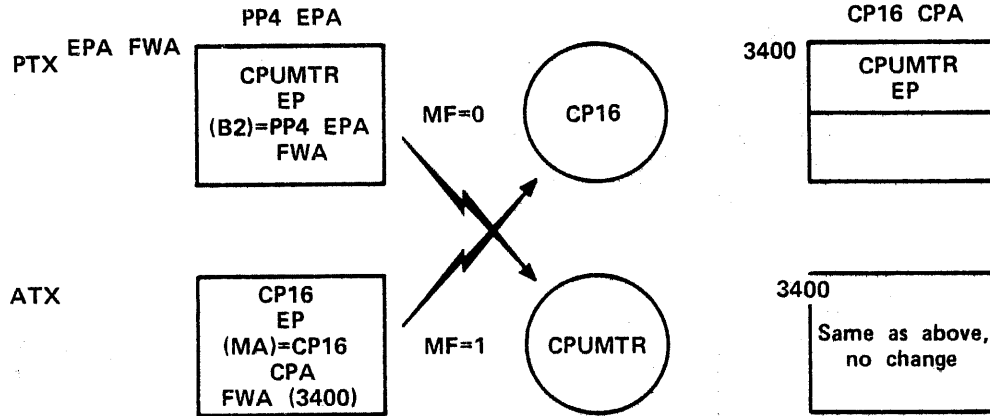 PP4 EPA
CP16 CPA
PTX
EPA FWA
CPUMTR
EP
(B2)=PP4 EPA
FWA
MF=0
CP16
3400
CPUMTR
EP
ATX
CP16
EP
(MA)=CP16
CPA
FWA (3400)
MF=1
CPUMTR
3400
Same as above,
no change